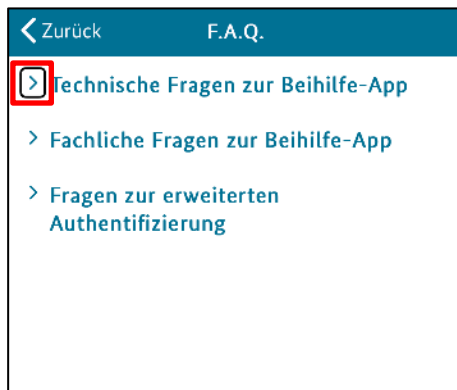 Zurück F.A.Q.
Technische Fragen zur Beihilfe-App
Fachliche Fragen zur Beihilfe-App
Fragen zur erweiterten
Authentifizierung